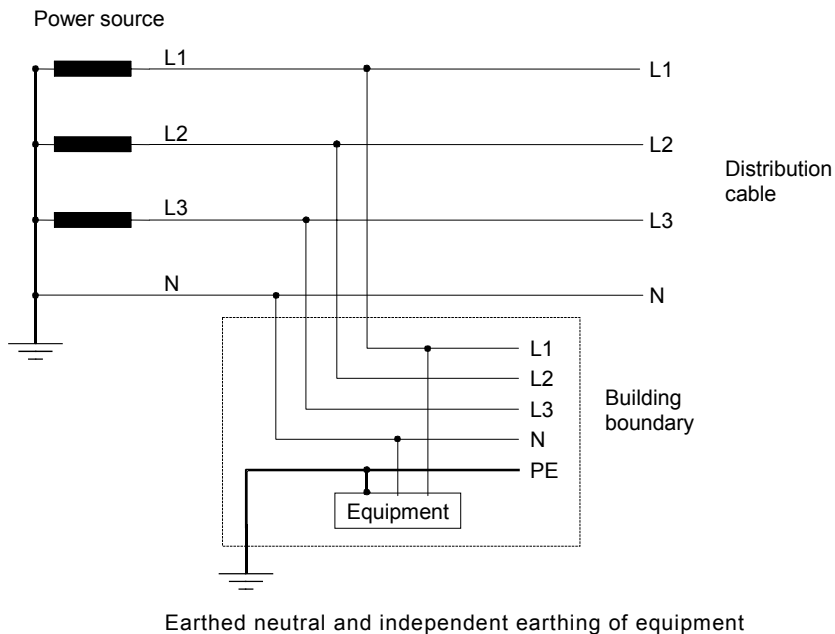 Power source
L1
L1
L2
L2
Distribution
cable
L3
L3
N
N
L1
L2
Building
boundary
L3
N
PE
Equipment
Earthed neutral and independent earthing of equipment